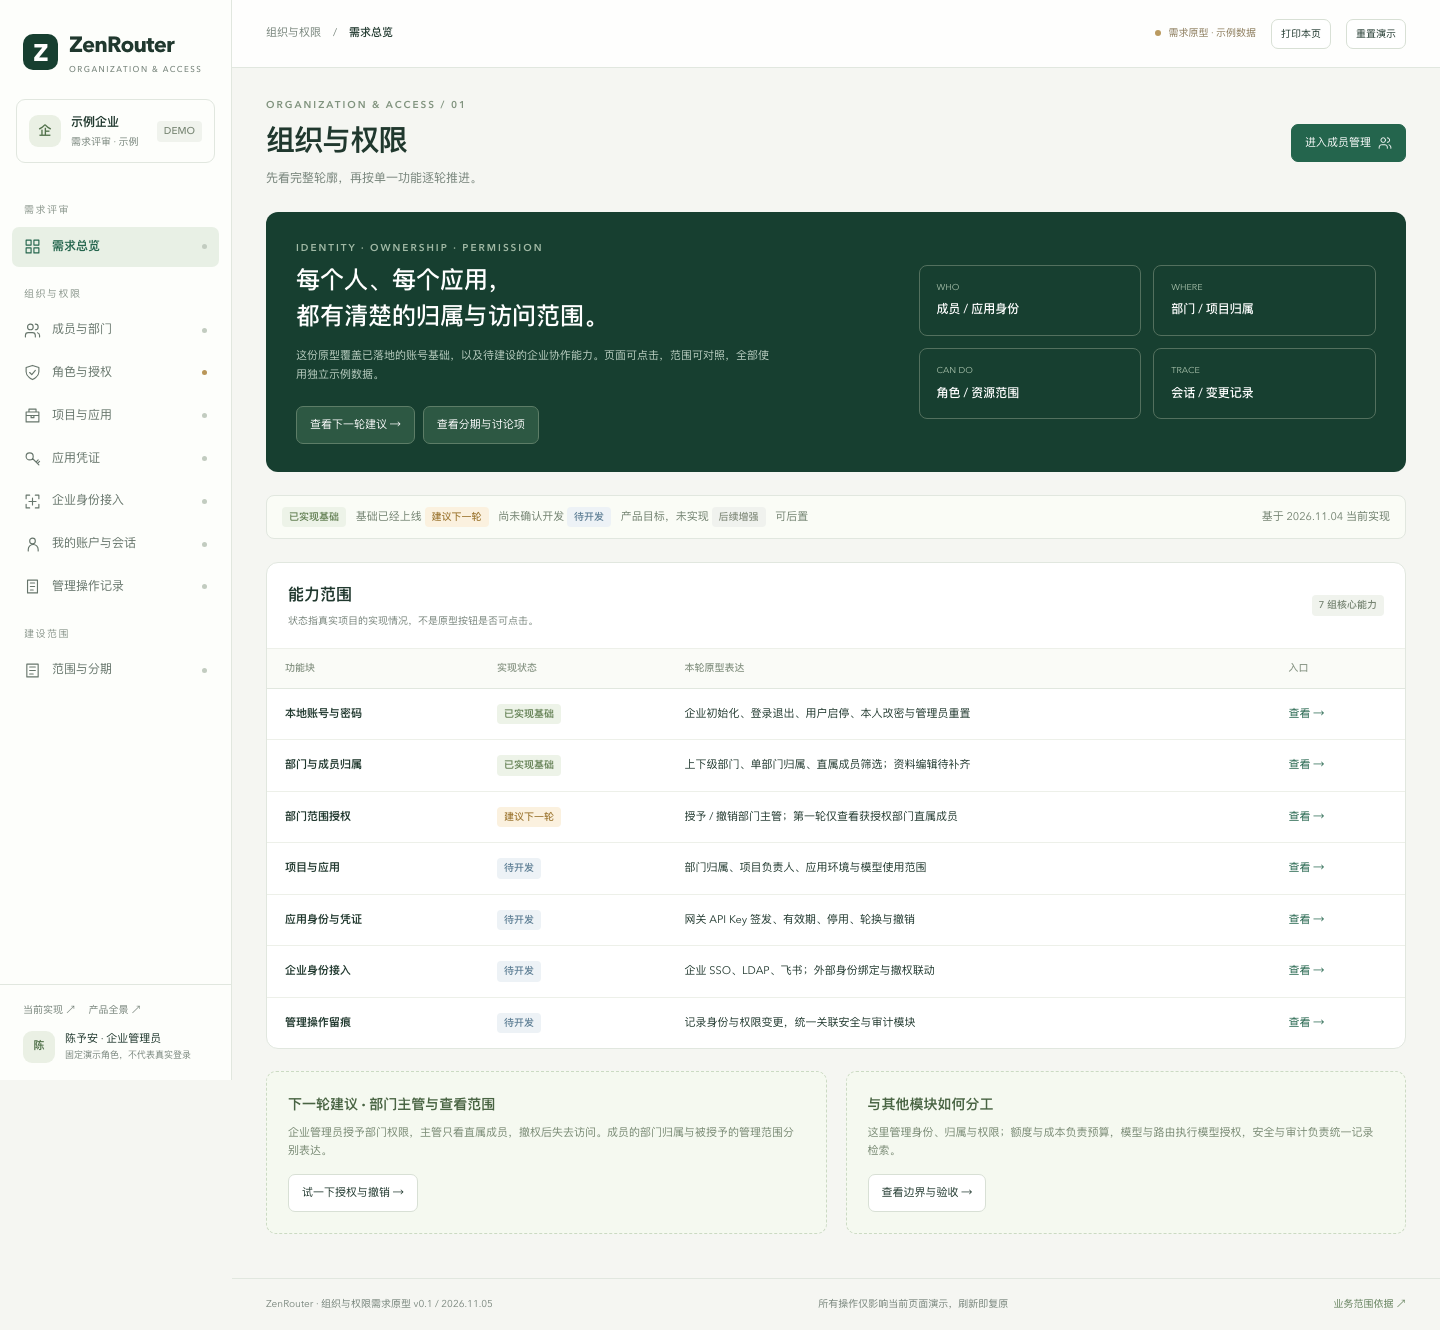 Z
ZenRouter
ORGANIZATION & ACCESS
企
示例企业
需求评审 · 示例
DEMO
需求评审
需求总览
组织与权限
成员与部门
角色与授权
项目与应用
应用凭证
企业身份接入
我的账户与会话
管理操作记录
建设范围
范围与分期
当前实现 ↗ 产品全景 ↗
陈
陈予安 · 企业管理员
固定演示角色，不代表真实登录
组织与权限 / 需求总览
需求原型 · 示例数据
打印本页
重置演示
ORGANIZATION & ACCESS / 01
组织与权限
先看完整轮廓，再按单一功能逐轮推进。
进入成员管理
IDENTITY · OWNERSHIP · PERMISSION
每个人、每个应用，
都有清楚的归属与访问范围。
这份原型覆盖已落地的账号基础，以及待建设的企业协作能力。页面可点击，范围可对照，全部使
用独立示例数据。
查看下一轮建议 →
查看分期与讨论项
WHO
成员 / 应用身份
WHERE
部门 / 项目归属
CAN DO
角色 / 资源范围
TRACE
会话 / 变更记录
已实现基础 基础已经上线 建议下一轮 尚未确认开发 待开发 产品目标，未实现 后续增强 可后置
基于 2026.11.04 当前实现
能力范围
状态指真实项目的实现情况，不是原型按钮是否可点击。
7 组核心能力
功能块 实现状态 本轮原型表达 入口
本地账号与密码 已实现基础 企业初始化、登录退出、用户启停、本人改密与管理员重置 查看 →
部门与成员归属 已实现基础 上下级部门、单部门归属、直属成员筛选；资料编辑待补齐 查看 →
部门范围授权 建议下一轮 授予 / 撤销部门主管；第一轮仅查看获授权部门直属成员 查看 →
项目与应用 待开发 部门归属、项目负责人、应用环境与模型使用范围 查看 →
应用身份与凭证 待开发 网关 API Key 签发、有效期、停用、轮换与撤销 查看 →
企业身份接入 待开发 企业 SSO、LDAP、飞书；外部身份绑定与撤权联动 查看 →
管理操作留痕 待开发 记录身份与权限变更，统一关联安全与审计模块 查看 →
下一轮建议 · 部门主管与查看范围
企业管理员授予部门权限，主管只看直属成员，撤权后失去访问。成员的部门归属与被授予的管理范围分
别表达。
试一下授权与撤销 →
与其他模块如何分工
这里管理身份、归属与权限；额度与成本负责预算，模型与路由执行模型授权，安全与审计负责统一记录
检索。
查看边界与验收 →
ZenRouter · 组织与权限需求原型 v0.1 / 2026.11.05
所有操作仅影响当前页面演示，刷新即复原
业务范围依据 ↗